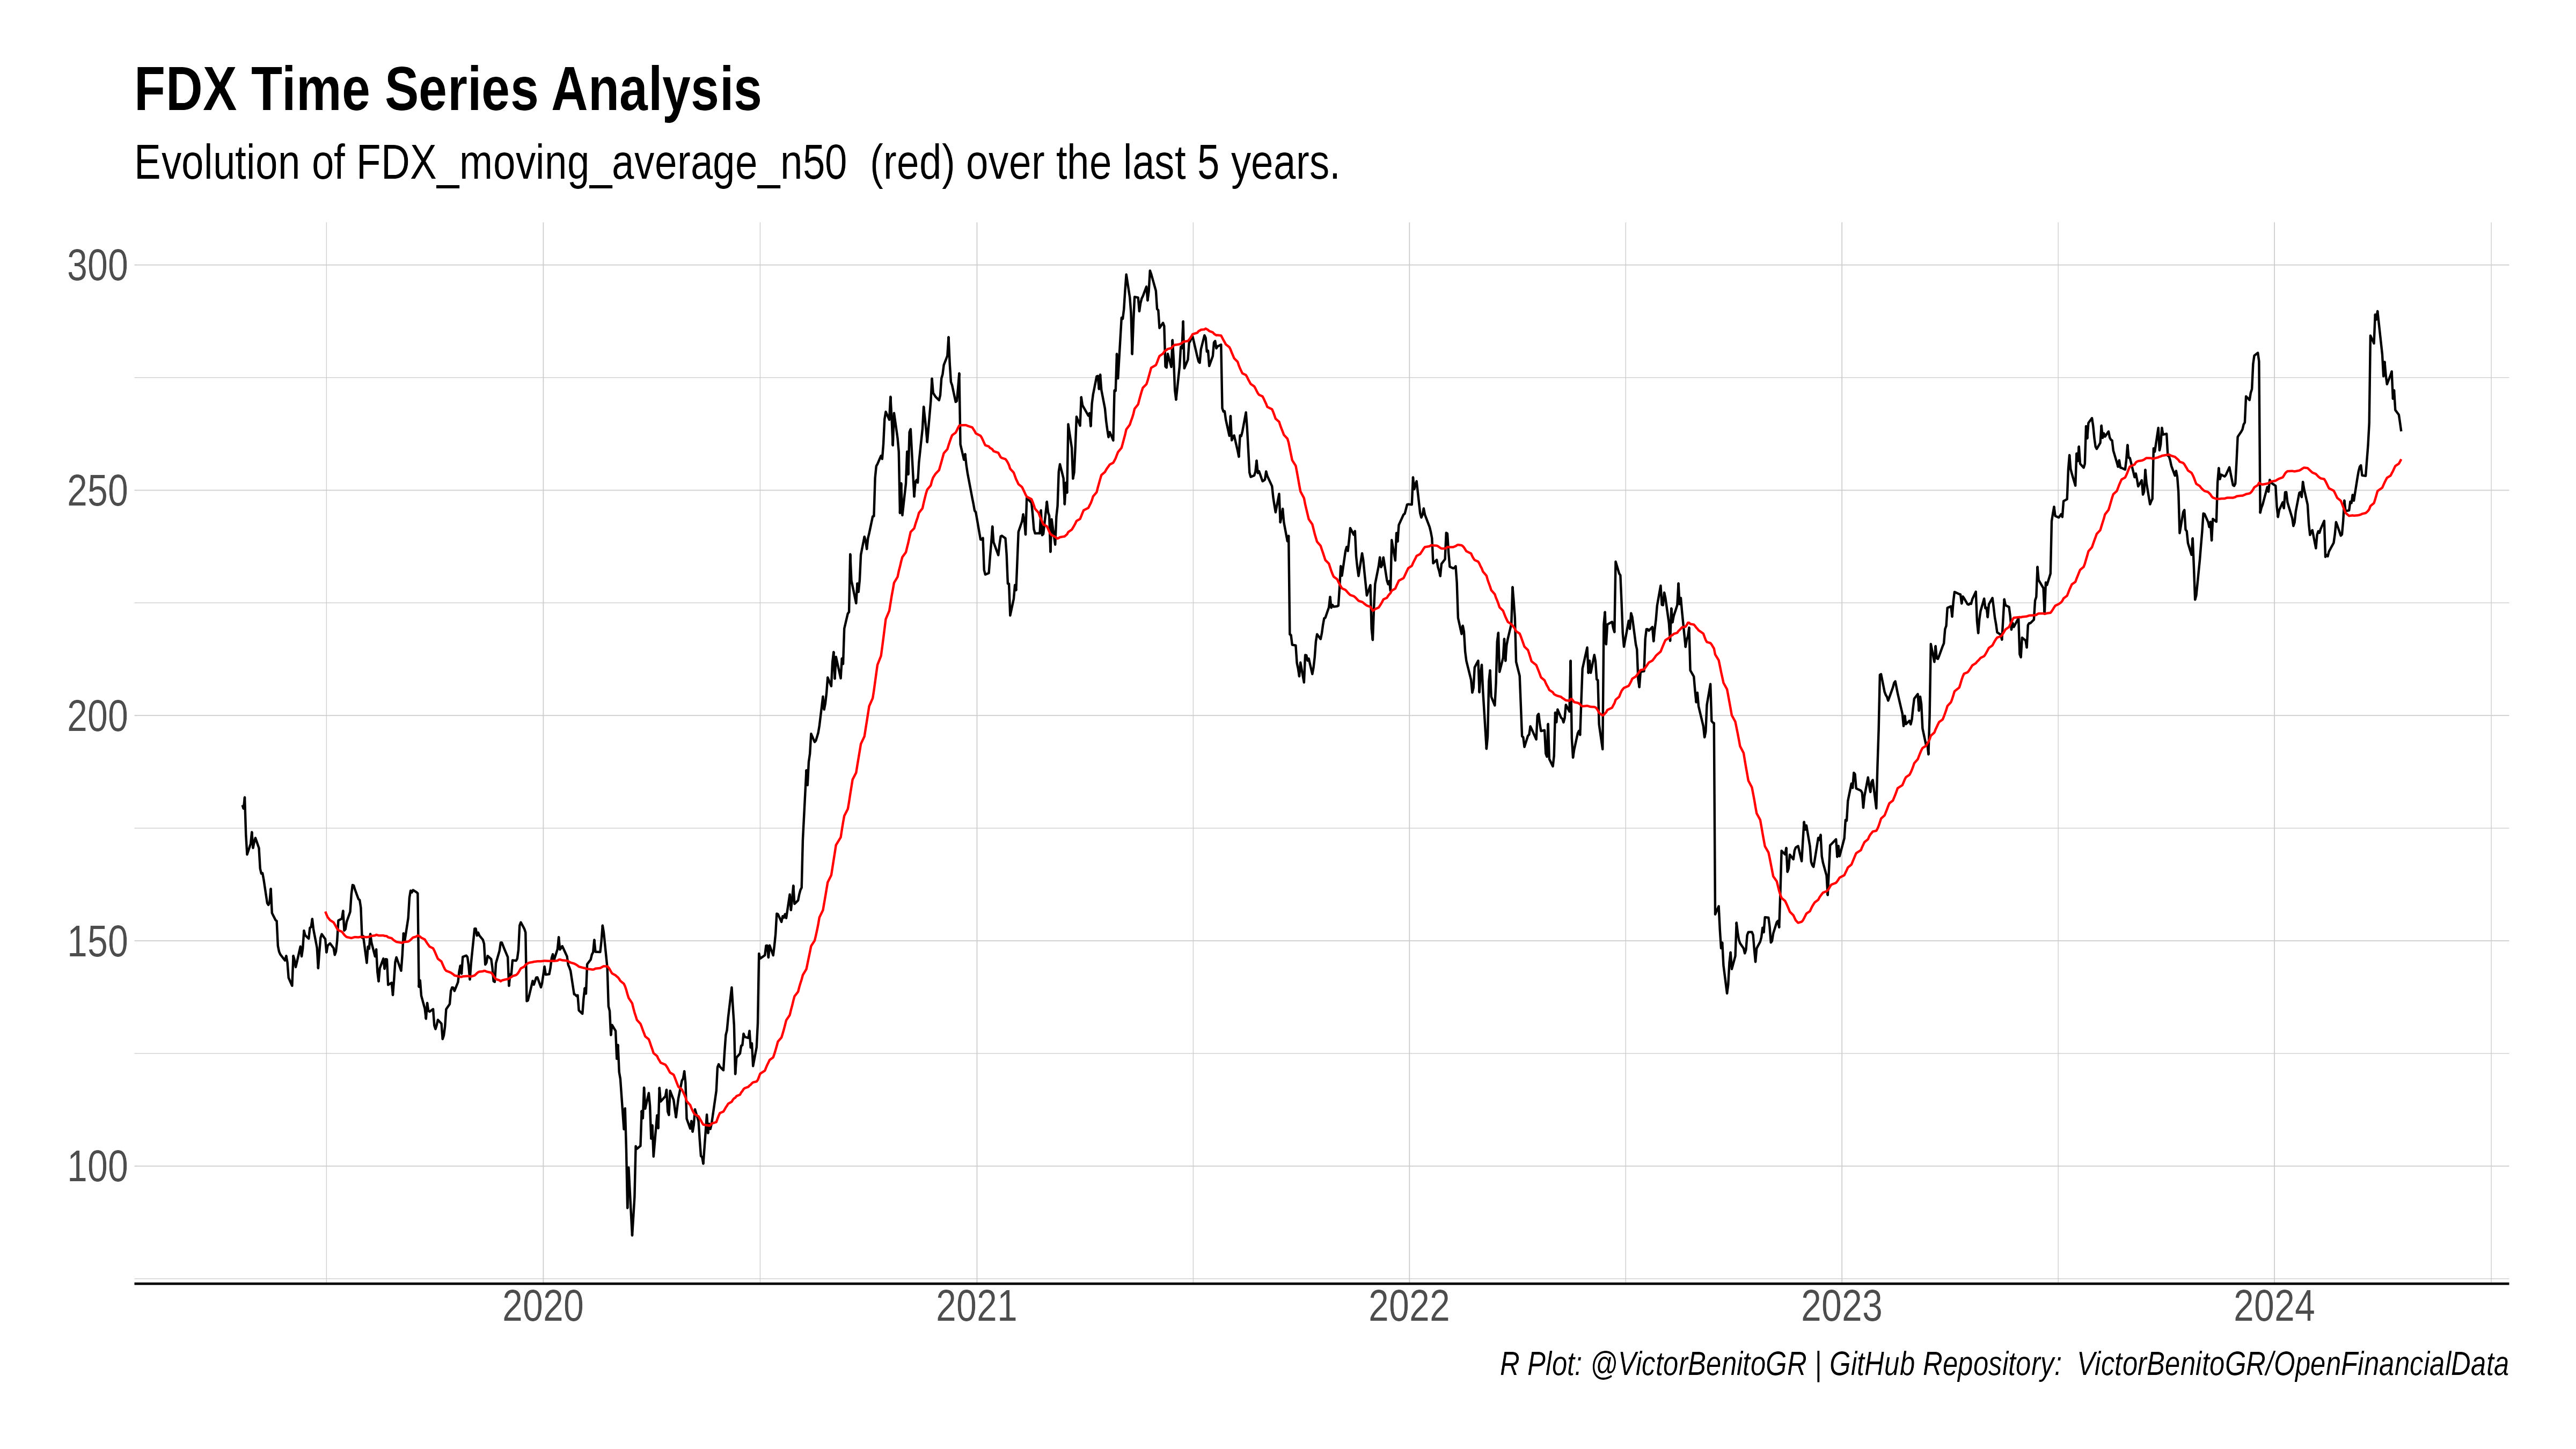 FDX Time Series Analysis
Evolution of FDX_moving_average_n50  (red) over the last 5 years.
300
250
200
150
100
2020 2021 2022 2023 2024
R Plot: @VictorBenitoGR | GitHub Repository:  VictorBenitoGR/OpenFinancialData